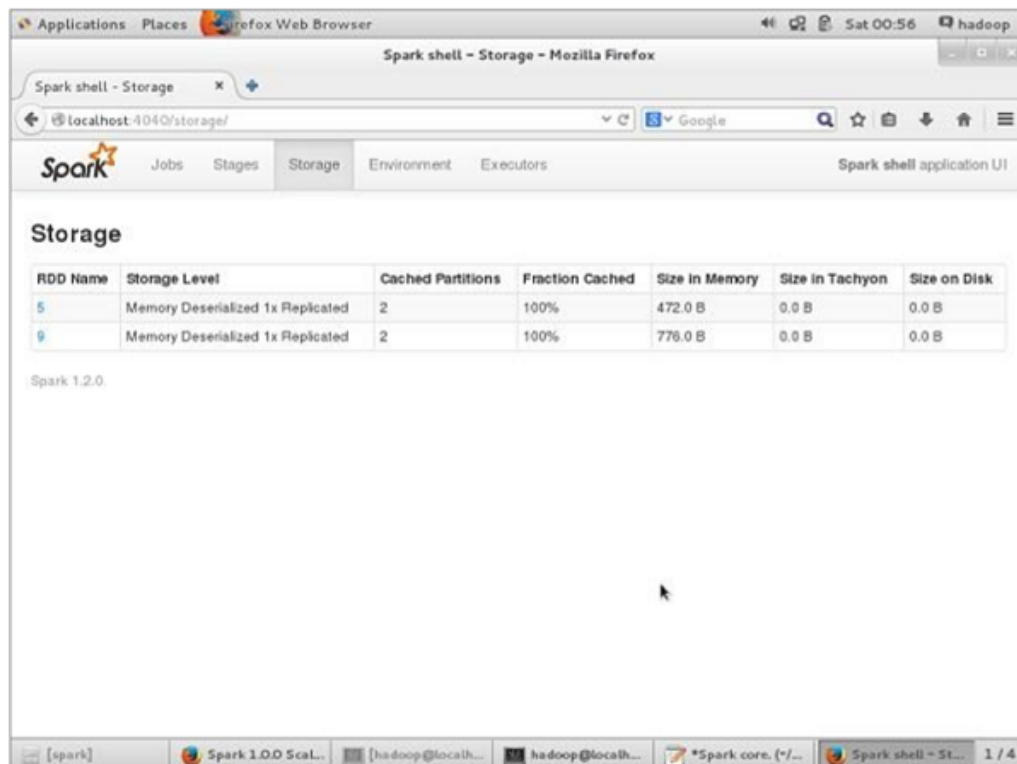 Applications Places Firefox Web Browser Sat 00:56 hadoop
Spark shell - Storage - Mozilla Firefox
Spark shell - Storage
localhost:4040/storage/ Google
Spark Jobs Stages Storage Environment Executors Spark shell application UI
Storage
RDD Name Storage Level Cached Partitions Fraction Cached Size in Memory Size in Tachyon Size on Disk
5 Memory Deserialized 1x Replicated 2 100% 472.0 B 0.0 B 0.0 B
9 Memory Deserialized 1x Replicated 2 100% 776.0 B 0.0 B 0.0 B
Spark 1.2.0.
[spark] Spark 1.0.0 Scal... [hadoop@localh... hadoop@localh... *Spark core. (~/... Spark shell - St... 1 / 4